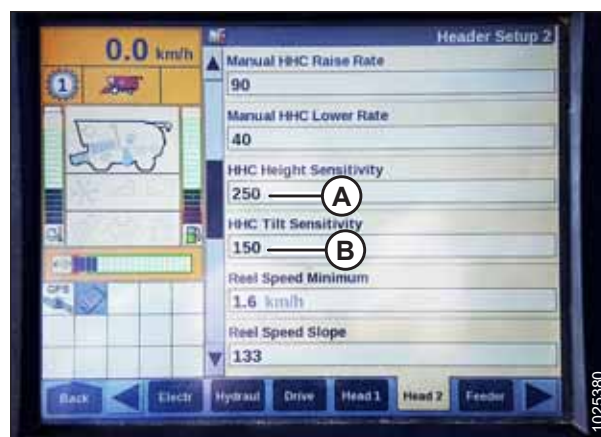 0.0 km/h
Header Setup 2
1
Manual HHC Raise Rate
90
Manual HHC Lower Rate
40
HHC Height Sensitivity
250
A
HHC Tilt Sensitivity
150
B
Reel Speed Minimum
1.6 km/h
Reel Speed Slope
133
GPS
Back
Electr
Hydraul
Drive
Head 1
Head 2
Feeder
1025380